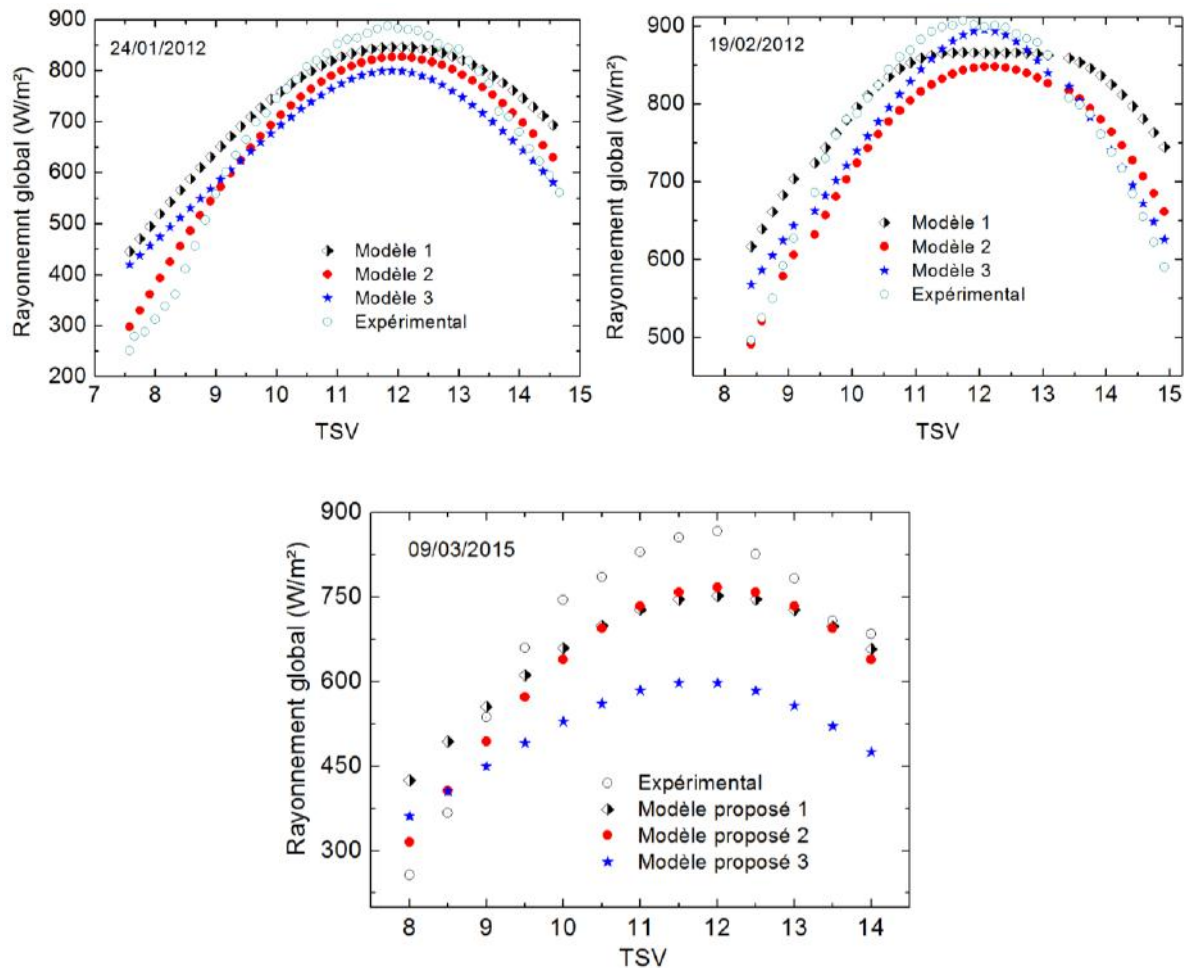 24/01/2012
Rayonnemnt global (W/m²)
900
800
700
600
500
400
300
200
7 8 9 10 11 12 13 14 15
TSV
Modèle 1
Modèle 2
Modèle 3
Expérimental
19/02/2012
Rayonnement global (W/m²)
900
800
700
600
500
8 9 10 11 12 13 14 15
TSV
Modèle 1
Modèle 2
Modèle 3
Expérimental
09/03/2015
Rayonnement global (W/m²)
900
750
600
450
300
8 9 10 11 12 13 14
TSV
Expérimental
Modèle proposé 1
Modèle proposé 2
Modèle proposé 3